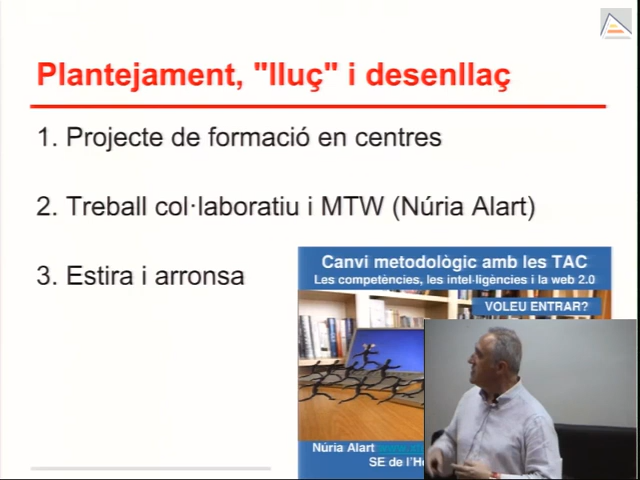 Plantejament, "lluç" i desenllaç
1. Projecte de formació en centres
2. Treball col·laboratiu i MTW (Núria Alart)
3. Estira i arronsa
Canvi metodològic amb les TAC
Les competències, les intel·ligències i la web 2.0
VOLEU ENTRAR?
Núria Alart
SE de l'H